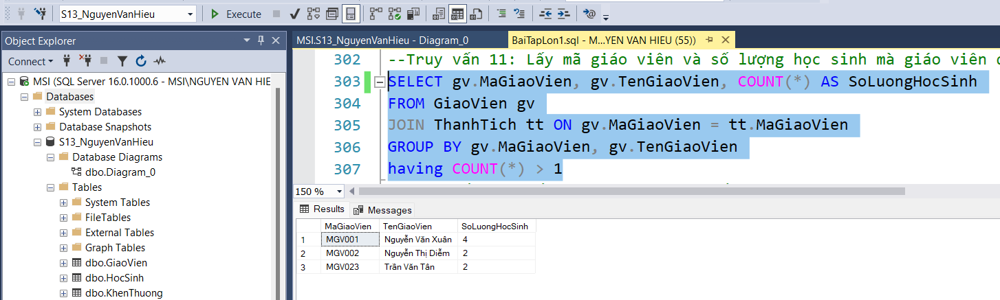 S13_NguyenVanHieu
Execute
Object Explorer
Connect
MSI (SQL Server 16.0.1000.6 - MSI\NGUYEN VAN HIE
Databases
System Databases
Database Snapshots
S13_NguyenVanHieu
Database Diagrams
dbo.Diagram_0
Tables
System Tables
FileTables
External Tables
Graph Tables
dbo.GiaoVien
dbo.HocSinh
dbo.KhenThuong
MSI.S13_NguyenVanHieu - Diagram_0
BaiTapLon1.sql - M...YEN VAN HIEU (55))
302 --Truy vấn 11: Lấy mã giáo viên và số lượng học sinh mà giáo viên
303 SELECT gv.MaGiaoVien, gv.TenGiaoVien, COUNT(*) AS SoLuongHocSinh
304 FROM GiaoVien gv
305 JOIN ThanhTich tt ON gv.MaGiaoVien = tt.MaGiaoVien
306 GROUP BY gv.MaGiaoVien, gv.TenGiaoVien
307 having COUNT(*) > 1
150 %
Results Messages
MaGiaoVien TenGiaoVien SoLuongHocSinh
1 MGV001 Nguyễn Văn Xuân 4
2 MGV002 Nguyễn Thị Diễm 2
3 MGV023 Trần Văn Tân 2